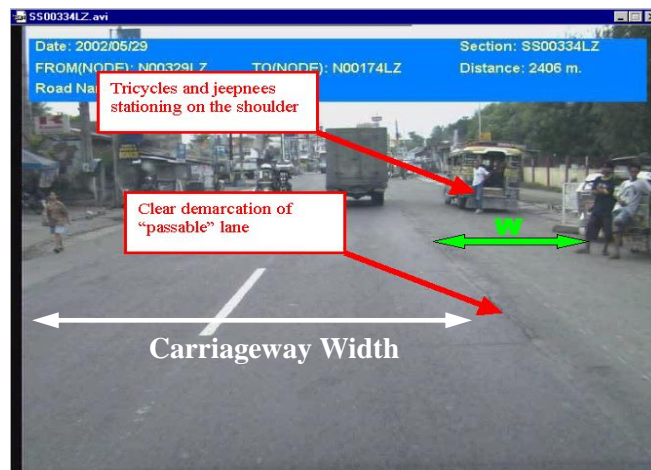 SS00334LZ.avi
Date: 2002/05/29
Section: SS00334LZ
FROM(NODE): N00329LZ
TO(NODE): N00174LZ
Distance: 2406 m.
Road
Tricycles and jeepnees
stationing on the shoulder
Clear demarcation of
“passable” lane
W
Carriageway Width